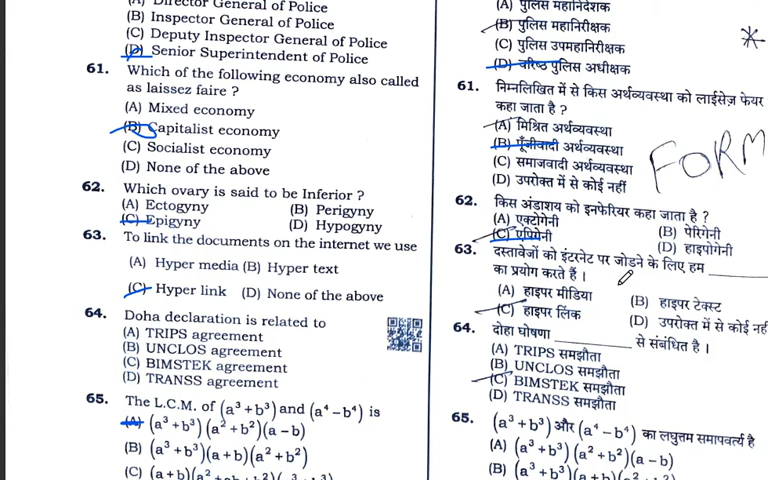 (A) Director General of Police
(B) Inspector General of Police
(C) Deputy Inspector General of Police
(D) Senior Superintendent of Police
61. Which of the following economy also called
as laissez faire ?
(A) Mixed economy
(B) Capitalist economy
(C) Socialist economy
(D) None of the above
62. Which ovary is said to be Inferior ?
(A) Ectogyny (B) Perigyny
(C) Epigyny (D) Hypogyny
63. To link the documents on the internet we use
(A) Hyper media (B) Hyper text
(C) Hyper link (D) None of the above
64. Doha declaration is related to
(A) TRIPS agreement
(B) UNCLOS agreement
(C) BIMSTEK agreement
(D) TRANSS agreement
65. The L.C.M. of (a³ + b³) and (a⁴ – b⁴) is
(A) (a³ + b³) (a² + b²) (a – b)
(B) (a³ + b³) (a + b) (a² + b²)
(A) पुलिस महानिदेशक
(B) पुलिस महानिरीक्षक
(C) पुलिस उपमहानिरीक्षक
(D) वरिष्ठ पुलिस अधीक्षक
61. निम्नलिखित में से किस अर्थव्यवस्था को लाईसेज़ फेयर
कहा जाता है ?
(A) मिश्रित अर्थव्यवस्था
(B) पूँजीवादी अर्थव्यवस्था
(C) समाजवादी अर्थव्यवस्था
(D) उपरोक्त में से कोई नहीं
FORM
62. किस अंडाशय को इनफेरियर कहा जाता है ?
(A) एक्टोगेनी (B) पेरिगेनी
(C) एपिगेनी (D) हाइपोगेनी
63. दस्तावेजों को इंटरनेट पर जोडने के लिए हम ________
का प्रयोग करते हैं ।
(A) हाइपर मीडिया (B) हाइपर टेक्स्ट
(C) हाइपर लिंक (D) उपरोक्त में से कोई नहीं
64. दोहा घोषणा ________ से संबंधित है ।
(A) TRIPS समझौता
(B) UNCLOS समझौता
(C) BIMSTEK समझौता
(D) TRANSS समझौता
65. (a³ + b³) और (a⁴ – b⁴) का लघुत्तम समापवर्त्य है
(A) (a³ + b³) (a² + b²) (a – b)